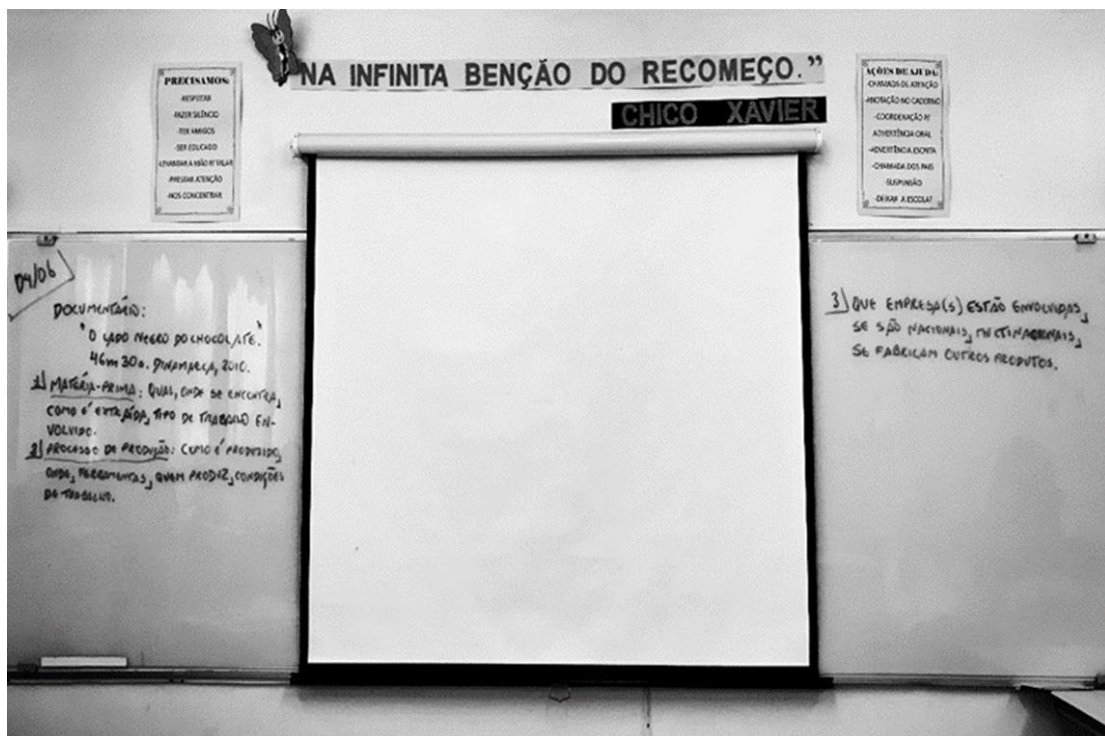 "NA INFINITA BENÇÃO DO RECOMEÇO."
CHICO XAVIER
PRECISAMOS:
-RESPEITAR
-FAZER SILÊNCIO
-TER AMIGOS
-SER EDUCADO
-LEVANTAR A MÃO P/ FALAR
-PRESTAR ATENÇÃO
-NOS CONCENTRAR
AÇÕES DE AJUDA:
-CHAMADA DE ATENÇÃO
-ANOTAÇÃO NO CADERNO
-COORDENAÇÃO P/
ADVERTÊNCIA ORAL
-ADVERTÊNCIA ESCRITA
-CHAMADA DOS PAIS
-SUSPENSÃO
-DEIXAR A ESCOLA?
04/06
DOCUMENTÁRIO:
"O LADO NEGRO DO CHOCOLATE."
46m 30s. DINAMARCA, 2010.
1) MATÉRIA-PRIMA: QUAL, ONDE SE ENCONTRA,
COMO É EXTRAÍDA, TIPO DE TRABALHO EN-
VOLVIDO.
2) PROCESSO DE PRODUÇÃO: COMO É PRODUZIDO,
ONDE, FERRAMENTAS, QUEM PRODUZ, CONDIÇÕES
DE TRABALHO.
3) QUE EMPRESA(S) ESTÃO ENVOLVIDAS,
SE SÃO NACIONAIS, MULTINACIONAIS,
SE FABRICAM OUTROS PRODUTOS.